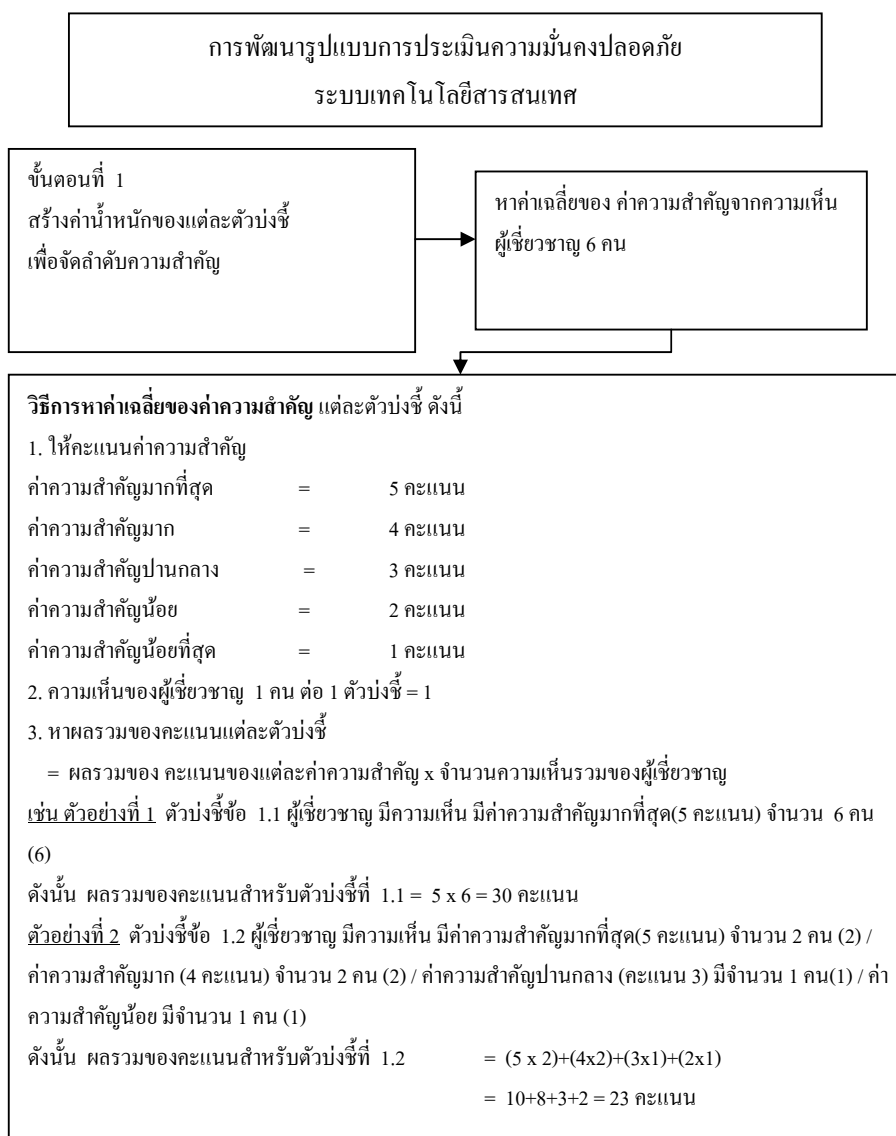 การพัฒนารูปแบบการประเมินความมั่นคงปลอดภัย
ระบบเทคโนโลยีสารสนเทศ
ขั้นตอนที่ 1
สร้างค่าน้ำหนักของแต่ละตัวบ่งชี้
เพื่อจัดลำดับความสำคัญ
หาค่าเฉลี่ยของ ค่าความสำคัญจากความเห็น
ผู้เชี่ยวชาญ 6 คน
วิธีการหาค่าเฉลี่ยของค่าความสำคัญ แต่ละตัวบ่งชี้ ดังนี้
1. ให้คะแนนค่าความสำคัญ
ค่าความสำคัญมากที่สุด = 5 คะแนน
ค่าความสำคัญมาก = 4 คะแนน
ค่าความสำคัญปานกลาง = 3 คะแนน
ค่าความสำคัญน้อย = 2 คะแนน
ค่าความสำคัญน้อยที่สุด = 1 คะแนน
2. ความเห็นของผู้เชี่ยวชาญ 1 คน ต่อ 1 ตัวบ่งชี้ = 1
3. หาผลรวมของคะแนนแต่ละตัวบ่งชี้
= ผลรวมของ คะแนนของแต่ละค่าความสำคัญ x จำนวนความเห็นรวมของผู้เชี่ยวชาญ
เช่น ตัวอย่างที่ 1 ตัวบ่งชี้ข้อ 1.1 ผู้เชี่ยวชาญ มีความเห็น มีค่าความสำคัญมากที่สุด(5 คะแนน) จำนวน 6 คน
(6)
ดังนั้น ผลรวมของคะแนนสำหรับตัวบ่งชี้ที่ 1.1 = 5 x 6 = 30 คะแนน
ตัวอย่างที่ 2 ตัวบ่งชี้ข้อ 1.2 ผู้เชี่ยวชาญ มีความเห็น มีค่าความสำคัญมากที่สุด(5 คะแนน) จำนวน 2 คน (2) /
ค่าความสำคัญมาก (4 คะแนน) จำนวน 2 คน (2) / ค่าความสำคัญปานกลาง (คะแนน 3) มีจำนวน 1 คน(1) / ค่า
ความสำคัญน้อย มีจำนวน 1 คน (1)
ดังนั้น ผลรวมของคะแนนสำหรับตัวบ่งชี้ที่ 1.2 = (5 x 2)+(4x2)+(3x1)+(2x1)
= 10+8+3+2 = 23 คะแนน